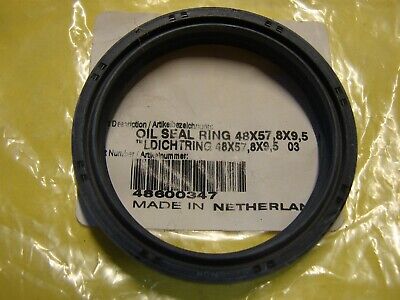 Description / Artikelbezeichnung:
OIL SEAL RING 48X57,8X9,5
LDICHTRING 48X57,8X9,5 03
Number / Artikelnummer:
48600347
MADE IN NETHERLAN